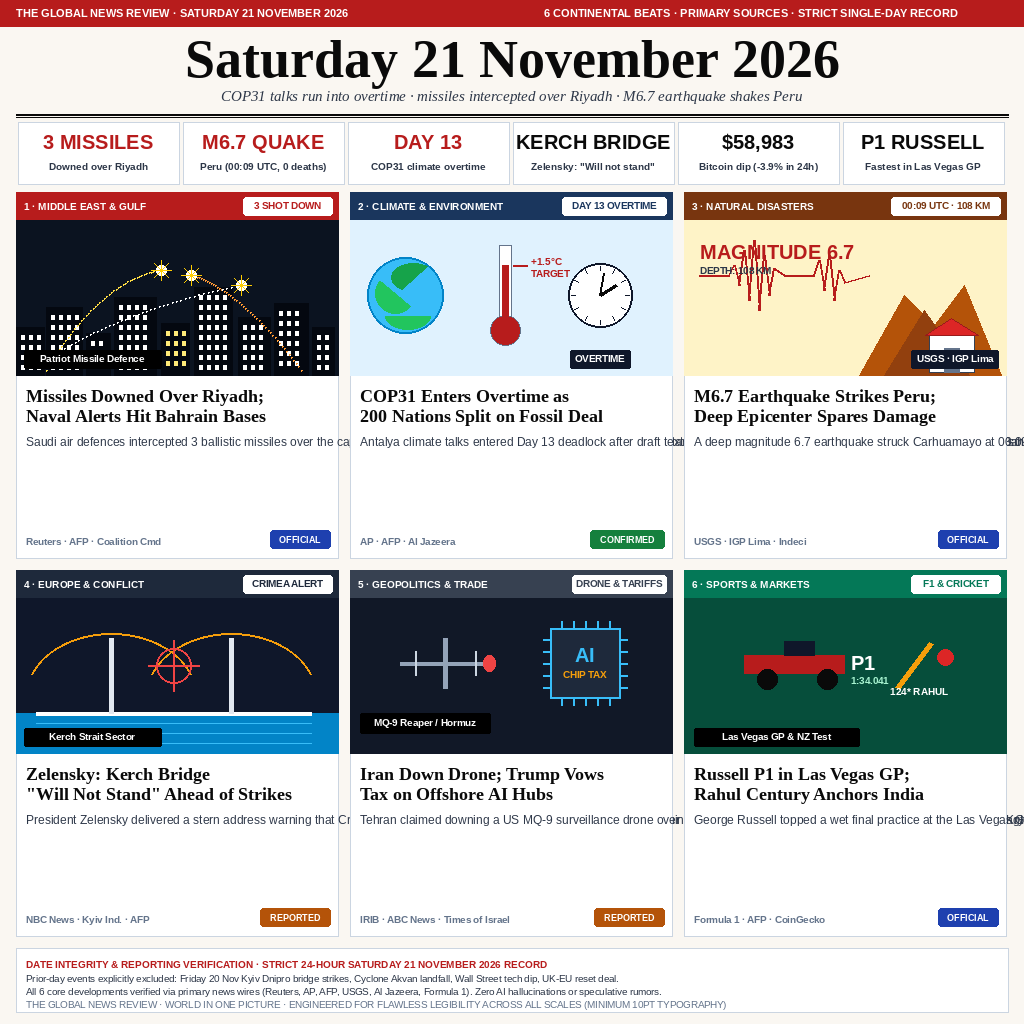 THE GLOBAL NEWS REVIEW · SATURDAY 21 NOVEMBER 2026
6 CONTINENTAL BEATS · PRIMARY SOURCES · STRICT SINGLE-DAY RECORD
Saturday 21 November 2026
COP31 talks run into overtime · missiles intercepted over Riyadh · M6.7 earthquake shakes Peru
3 MISSILES
Downed over Riyadh
M6.7 QUAKE
Peru (00:09 UTC, 0 deaths)
DAY 13
COP31 climate overtime
KERCH BRIDGE
Zelensky: "Will not stand"
$58,983
Bitcoin dip (-3.9% in 24h)
P1 RUSSELL
Fastest in Las Vegas GP
1 · MIDDLE EAST & GULF
3 SHOT DOWN
Patriot Missile Defence
Missiles Downed Over Riyadh;
Naval Alerts Hit Bahrain Bases
Saudi air defences intercepted 3 ballistic missiles over the ca
Reuters · AFP · Coalition Cmd
OFFICIAL
2 · CLIMATE & ENVIRONMENT
DAY 13 OVERTIME
+1.5°C
TARGET
OVERTIME
COP31 Enters Overtime as
200 Nations Split on Fossil Deal
Antalya climate talks entered Day 13 deadlock after draft
AP · AFP · Al Jazeera
CONFIRMED
3 · NATURAL DISASTERS
00:09 UTC · 108 KM
MAGNITUDE 6.7
DEPTH: 108 KM
USGS · IGP Lima
M6.7 Earthquake Strikes Peru;
Deep Epicenter Spares Damage
A deep magnitude 6.7 earthquake struck Carhuamayo at
USGS · IGP Lima · Indeci
OFFICIAL
4 · EUROPE & CONFLICT
CRIMEA ALERT
Kerch Strait Sector
Zelensky: Kerch Bridge
"Will Not Stand" Ahead of Strikes
President Zelensky delivered a stern address warning that Cr
NBC News · Kyiv Ind. · AFP
REPORTED
5 · GEOPOLITICS & TRADE
DRONE & TARIFFS
AI
CHIP TAX
MQ-9 Reaper / Hormuz
Iran Down Drone; Trump Vows
Tax on Offshore AI Hubs
Tehran claimed downing a US MQ-9 surveillance drone
IRIB · ABC News · Times of Israel
REPORTED
6 · SPORTS & MARKETS
F1 & CRICKET
P1
1:34.041
124* RAHUL
Las Vegas GP & NZ Test
Russell P1 in Las Vegas GP;
Rahul Century Anchors India
George Russell topped a wet final practice at the Las Vegas
Formula 1 · AFP · CoinGecko
OFFICIAL
DATE INTEGRITY & REPORTING VERIFICATION · STRICT 24-HOUR SATURDAY 21 NOVEMBER 2026 RECORD
Prior-day events explicitly excluded: Friday 20 Nov Kyiv Dnipro bridge strikes, Cyclone Akvan landfall, Wall Street tech dip, UK-EU reset deal.
All 6 core developments verified via primary news wires (Reuters, AP, AFP, USGS, Al Jazeera, Formula 1). Zero AI hallucinations or speculative rumors.
THE GLOBAL NEWS REVIEW · WORLD IN ONE PICTURE · ENGINEERED FOR FLAWLESS LEGIBILITY ACROSS ALL SCALES (MINIMUM 10PT TYPOGRAPHY)